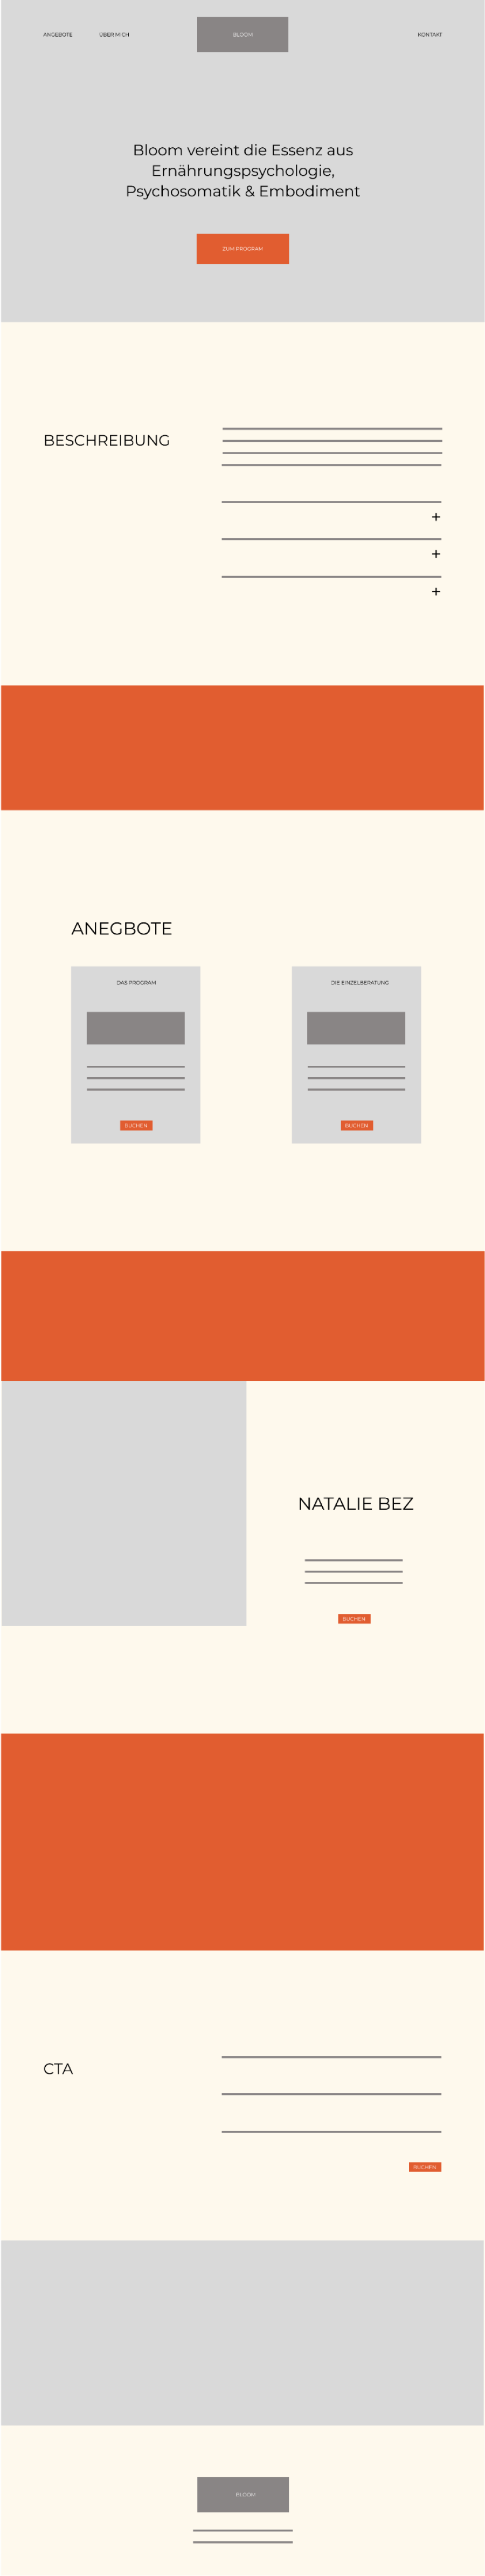 ANGEBOTE ÜBER MICH BLOOM KONTAKT
Bloom vereint die Essenz aus
Ernährungspsychologie,
Psychosomatik & Embodiment
ZUM PROGRAM
BESCHREIBUNG
+
+
+
ANEGBOTE
DAS PROGRAM
DIE EINZELBERATUNG
BUCHEN
BUCHEN
NATALIE BEZ
BUCHEN
CTA
BUCHEN
BLOOM